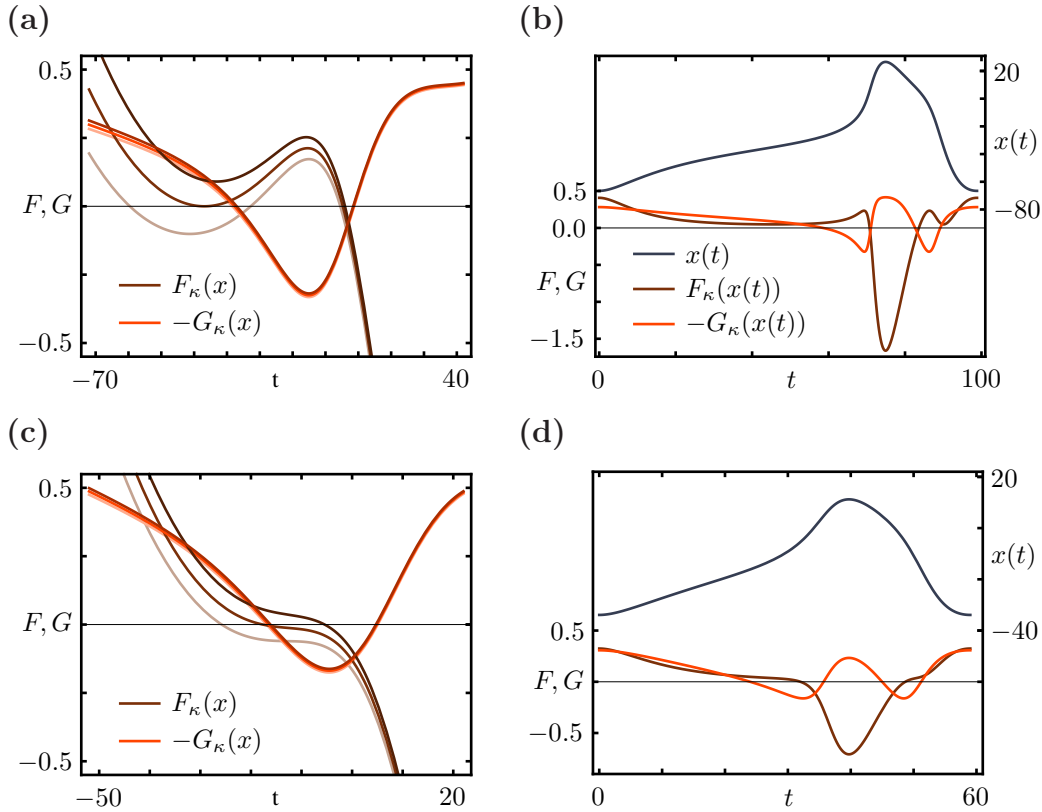 (a)
0.5
F, G
−0.5
−70
t
40
F_κ(x)
−G_κ(x)
(b)
20
x(t)
−80
0.5
0.0
F, G
−1.5
0
t
100
x(t)
F_κ(x(t))
−G_κ(x(t))
(c)
0.5
F, G
−0.5
−50
t
20
F_κ(x)
−G_κ(x)
(d)
20
x(t)
−40
0.5
F, G
−0.5
0
t
60